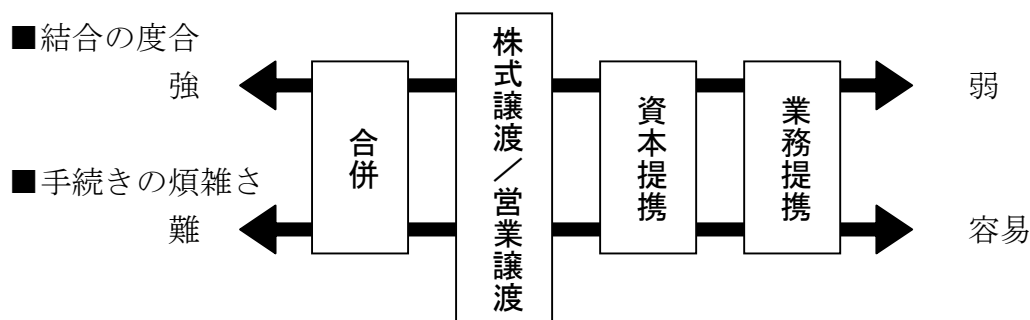 ■結合の度合
強
弱
合併
株式譲渡／営業譲渡
資本提携
業務提携
■手続きの煩雑さ
難
容易